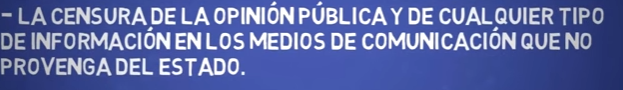 - LA CENSURA DE LA OPINIÓN PÚBLICA Y DE CUALQUIER TIPO
DE INFORMACIÓN EN LOS MEDIOS DE COMUNICACIÓN QUE NO
PROVENGA DEL ESTADO.